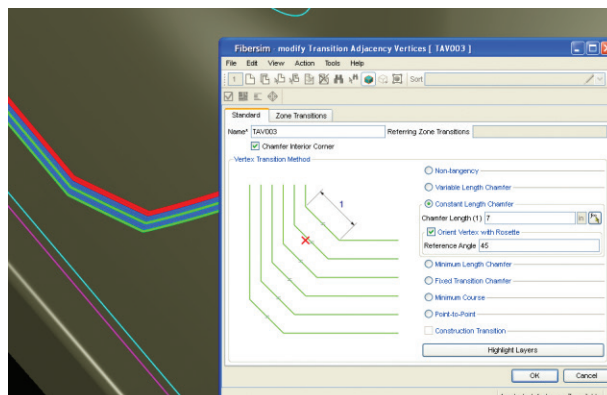 Fibersim - modify Transition Adjacency Vertices [ TAV003 ]
File Edit View Action Tools Help
1 Sort
Standard Zone Transitions
Name* TAV003 Referring Zone Transitions
Chamfer Interior Corner
Vertex Transition Method
Non-tangency
Variable Length Chamfer
Constant Length Chamfer
Chamfer Length (1) 7 in
Orient Vertex with Rosette
Reference Angle 45
Minimum Length Chamfer
Fixed Transition Chamfer
Minimum Course
Point-to-Point
Construction Transition
1
Highlight Layers
OK Cancel